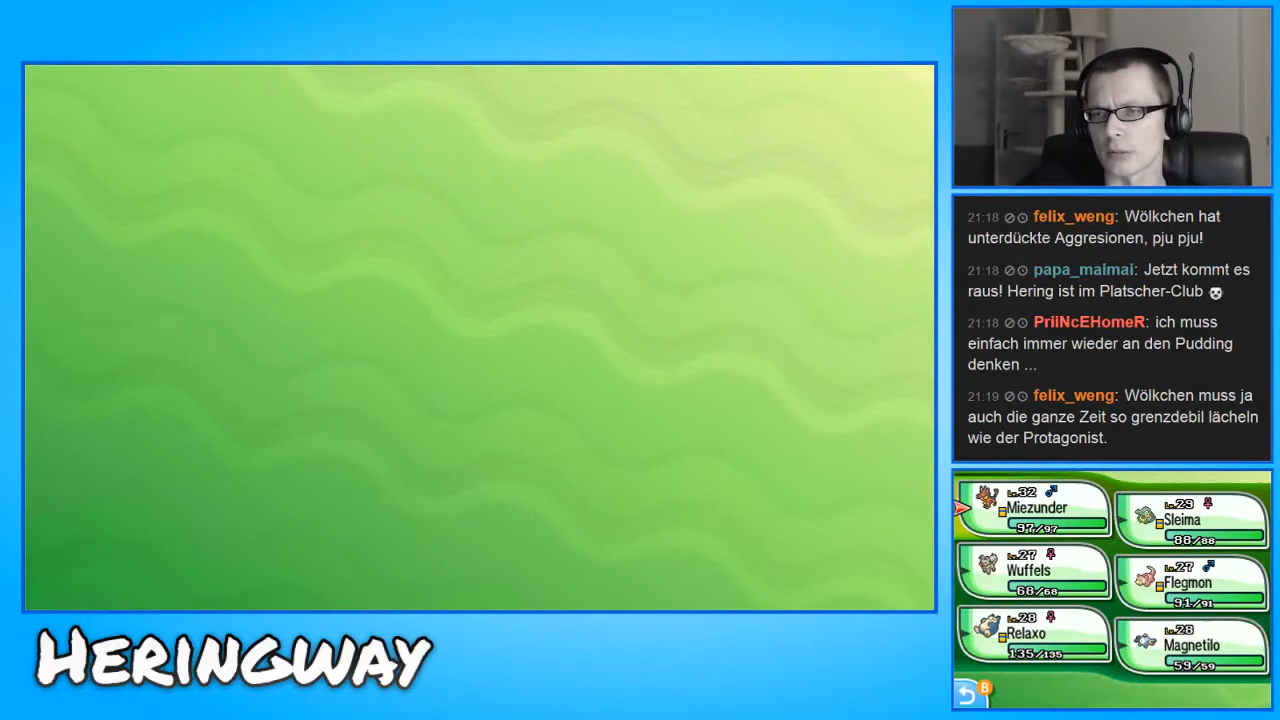 21:18 felix_weng: Wölkchen hat
unterdückte Aggresionen, pju pju!
21:18 papa_maimai: Jetzt kommt es
raus! Hering ist im Platscher-Club
21:18 PriiNcEHomeR: ich muss
einfach immer wieder an den Pudding
denken ...
21:19 felix_weng: Wölkchen muss ja
auch die ganze Zeit so grenzdebil lächeln
wie der Protagonist.
Lv.32
Miezunder
97/97
Lv.29
Sleima
88/88
Lv.27
Wuffels
68/68
Lv.27
Flegmon
91/91
Lv.28
Relaxo
135/135
Lv.28
Magnetilo
59/59
B
HERINGWAY